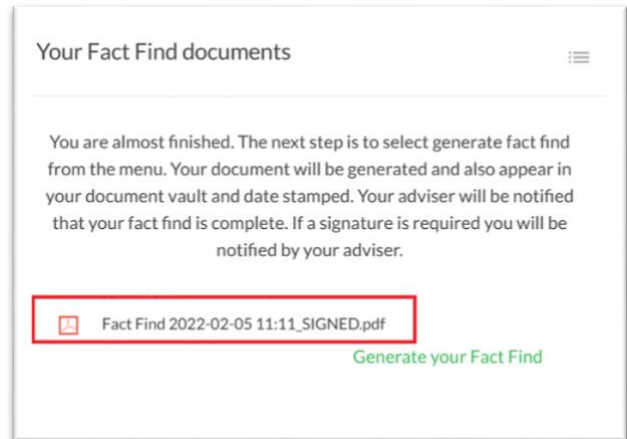 Your Fact Find documents
You are almost finished. The next step is to select generate fact find
from the menu. Your document will be generated and also appear in
your document vault and date stamped. Your adviser will be notified
that your fact find is complete. If a signature is required you will be
notified by your adviser.
Fact Find 2022-02-05 11:11_SIGNED.pdf
Generate your Fact Find